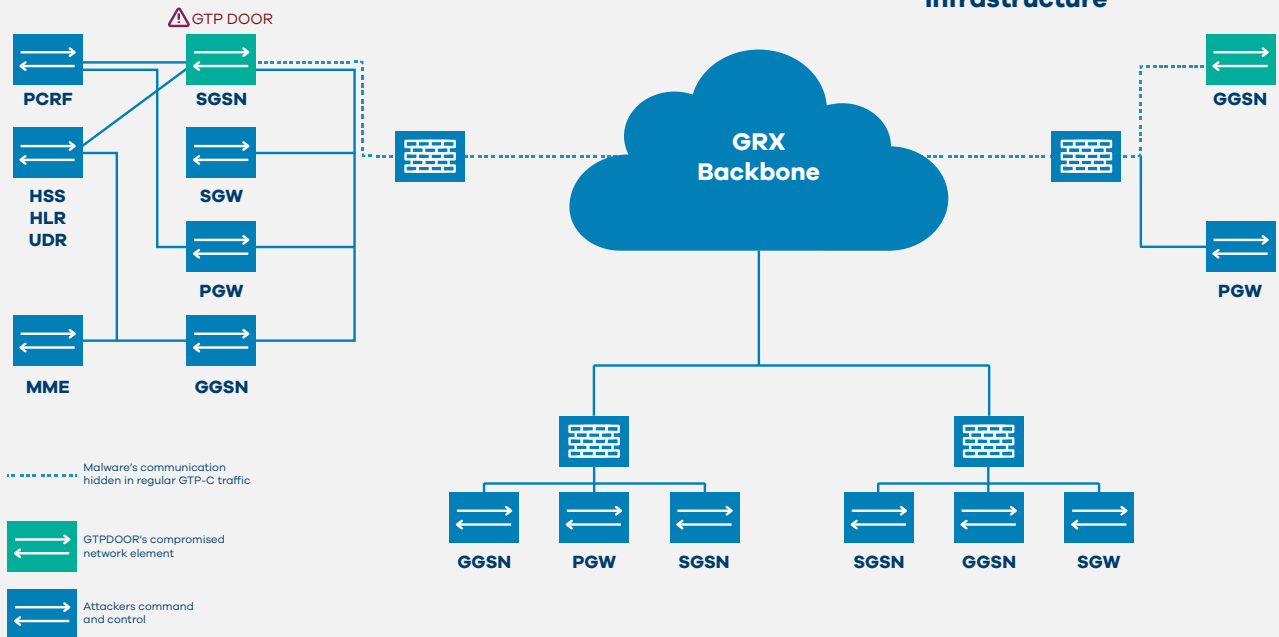 Infrastructure
GTP DOOR
PCRF
SGSN
GGSN
GRX
Backbone
HSS
HLR
UDR
SGW
PGW
PGW
MME
GGSN
Malware's communication
hidden in regular GTP-C traffic
GTPDOOR's compromised
network element
Attackers command
and control
GGSN
PGW
SGSN
SGSN
GGSN
SGW